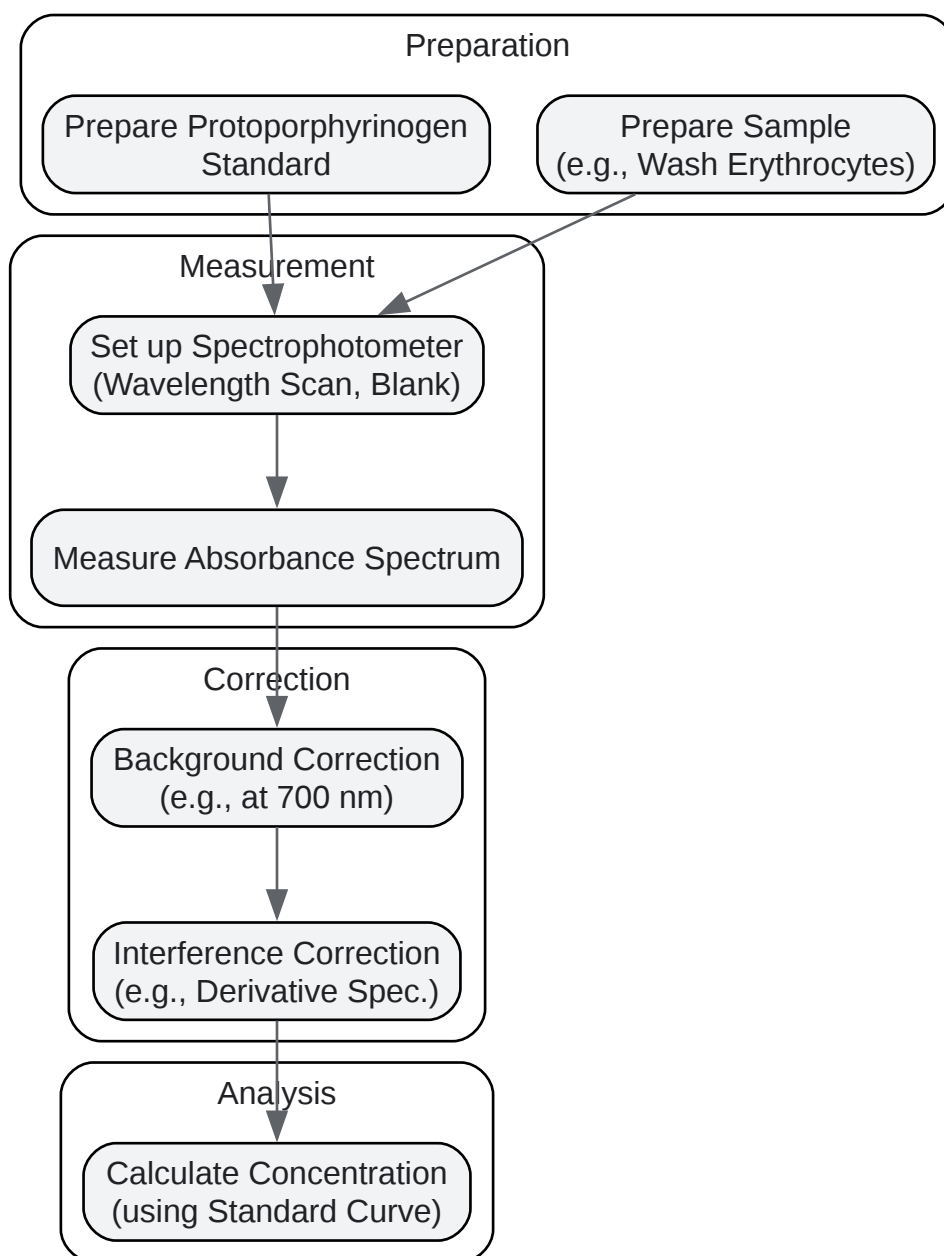 Preparation
Prepare Protoporphyrinogen
Standard
Prepare Sample
(e.g., Wash Erythrocytes)
Measurement
Set up Spectrophotometer
(Wavelength Scan, Blank)
Measure Absorbance Spectrum
Correction
Background Correction
(e.g., at 700 nm)
Interference Correction
(e.g., Derivative Spec.)
Analysis
Calculate Concentration
(using Standard Curve)